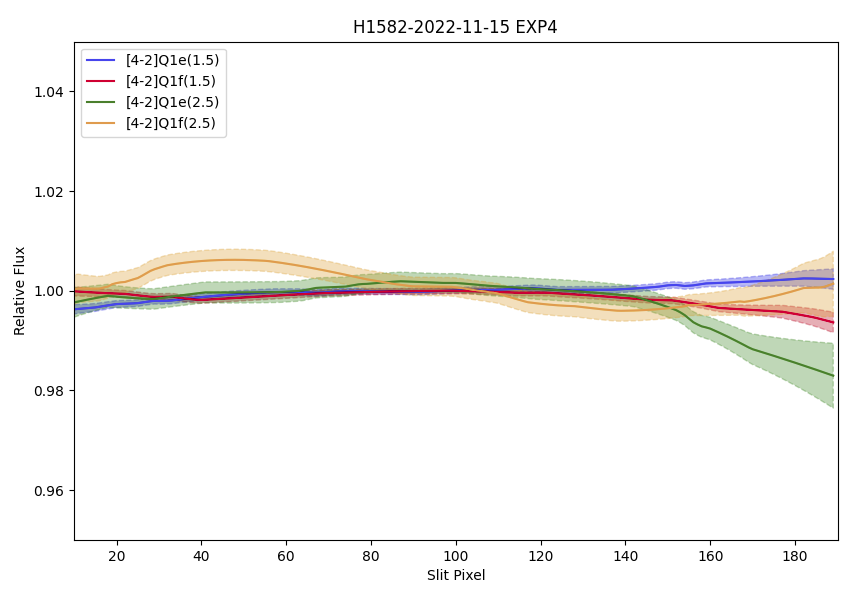 H1582-2022-11-15 EXP4
[4-2]Q1e(1.5)
[4-2]Q1f(1.5)
[4-2]Q1e(2.5)
[4-2]Q1f(2.5)
1.04
1.02
1.00
0.98
0.96
Relative Flux
20 40 60 80 100 120 140 160 180
Slit Pixel